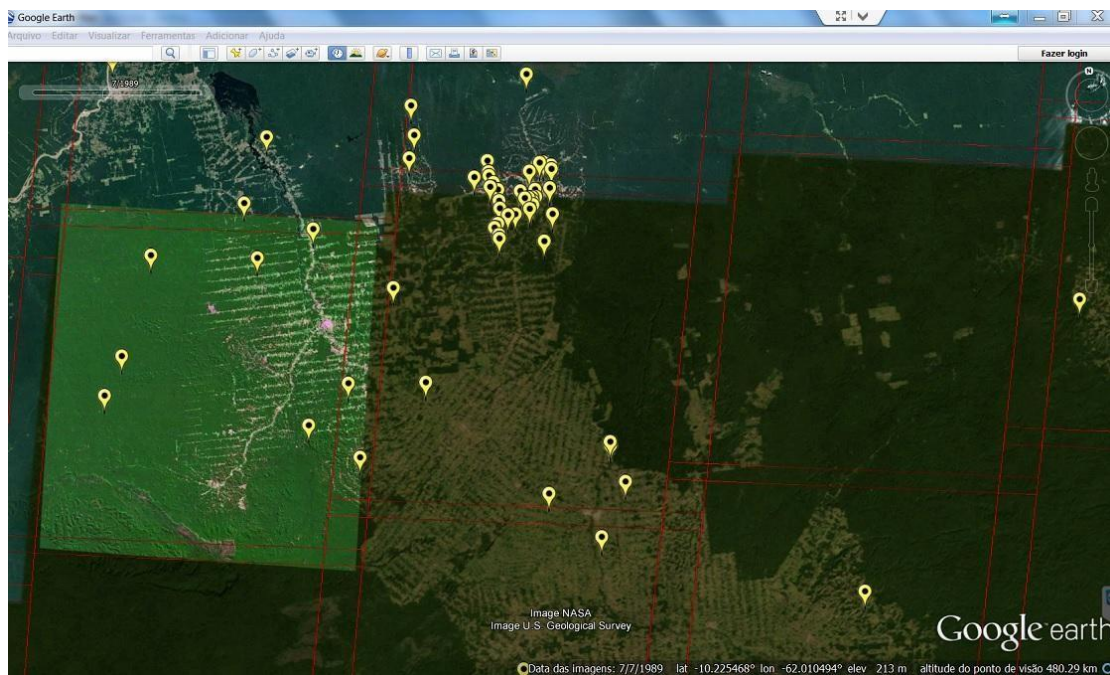 Google Earth
Arquivo Editar Visualizar Ferramentas Adicionar Ajuda
Fazer login
7/1989
N
Image NASA
Image U.S. Geological Survey
Google earth
Data das imagens: 7/7/1989 lat -10.225468° lon -62.010494° elev 213 m altitude do ponto de visão 480.29 km